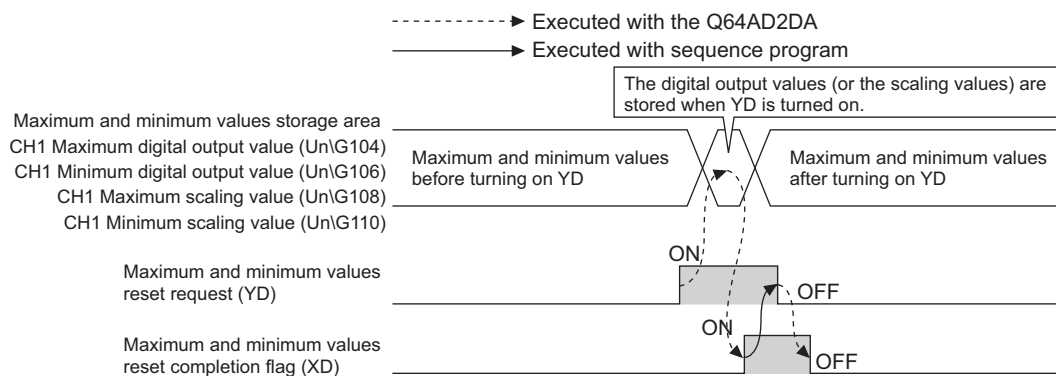 Executed with the Q64AD2DA
Executed with sequence program
The digital output values (or the scaling values) are
stored when YD is turned on.
Maximum and minimum values storage area
CH1 Maximum digital output value (Un\G104)
CH1 Minimum digital output value (Un\G106)
CH1 Maximum scaling value (Un\G108)
CH1 Minimum scaling value (Un\G110)
Maximum and minimum values
before turning on YD
Maximum and minimum values
after turning on YD
ON
Maximum and minimum values
reset request (YD)
OFF
ON
Maximum and minimum values
reset completion flag (XD)
OFF